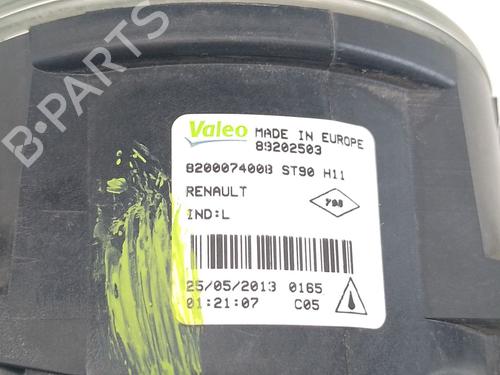 Valeo MADE IN EUROPE
89202503
8200074008 ST90 H11
RENAULT
IND:L
25/05/2013 0165
01:21:07 C05
B-PARTS